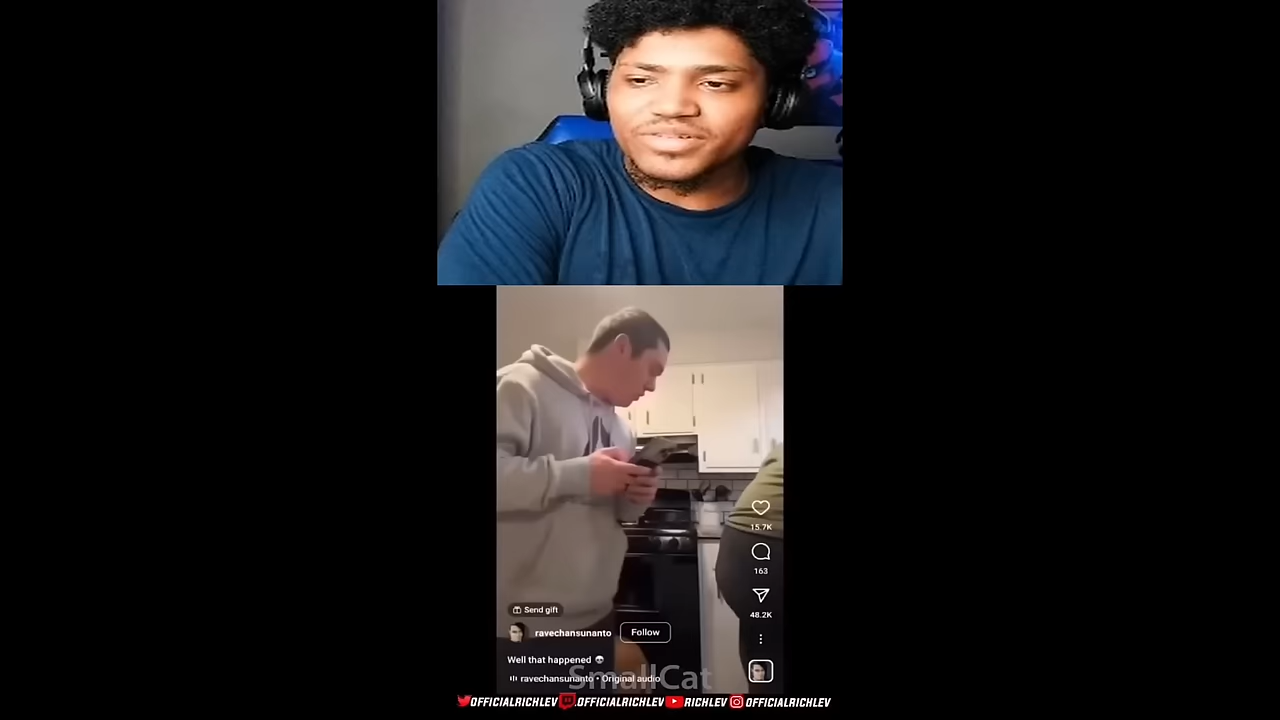 15.7K
163
48.2K
Send gift
ravechansunanto Follow
Well that happened 💀
ravechansunanto • Original audio
SmallCat
OFFICIALRICHLEV OFFICIALRICHLEV RICHLEV OFFICIALRICHLEV